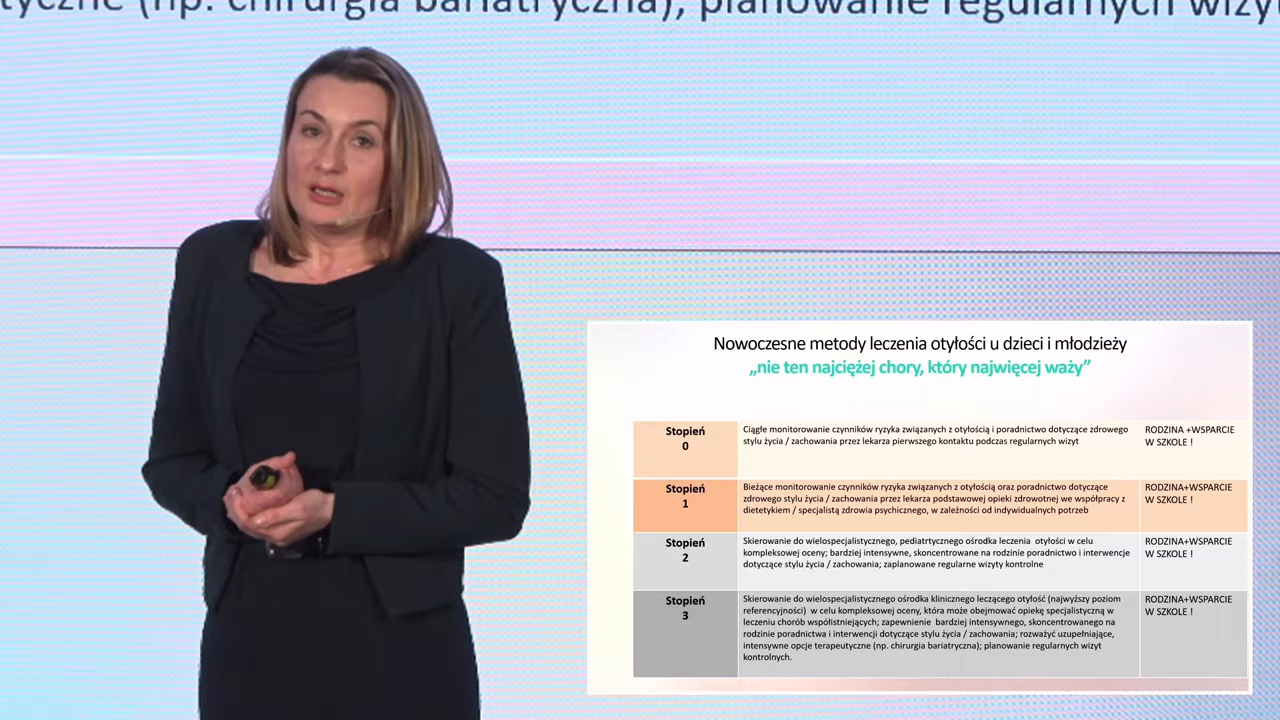 (np. chirurgia bariatryczna), planowanie regularnych
Nowoczesne metody leczenia otyłości u dzieci i młodzieży
„nie ten najciężej chory, który najwięcej waży”
Stopień
0
Ciągłe monitorowanie czynników ryzyka związanych z otyłością i poradnictwo dotyczące zdrowego
stylu życia / zachowania przez lekarza pierwszego kontaktu podczas regularnych wizyt
RODZINA +WSPARCIE
W SZKOLE !
Stopień
1
Bieżące monitorowanie czynników ryzyka związanych z otyłością oraz poradnictwo dotyczące
zdrowego stylu życia / zachowania przez lekarza podstawowej opieki zdrowotnej we współpracy z
dietetykiem / specjalistą zdrowia psychicznego, w zależności od indywidualnych potrzeb
RODZINA+WSPARCIE
W SZKOLE !
Stopień
2
Skierowanie do wielospecjalistycznego, pediatrycznego ośrodka leczenia otyłości w celu
kompleksowej oceny; bardziej intensywne, skoncentrowane na rodzinie poradnictwo i interwencje
dotyczące stylu życia / zachowania; zaplanowane regularne wizyty kontrolne
RODZINA+WSPARCIE
W SZKOLE !
Stopień
3
Skierowanie do wielospecjalistycznego ośrodka klinicznego leczącego otyłość (najwyższy poziom
referencyjności) w celu kompleksowej oceny, która może obejmować opiekę specjalistyczną w
leczeniu chorób współistniejących; zapewnienie bardziej intensywnego, skoncentrowanego na
rodzinie poradnictwa i interwencji dotyczące stylu życia / zachowania; rozważyć uzupełniające,
intensywne opcje terapeutyczne (np. chirurgia bariatryczna); planowanie regularnych wizyt
kontrolnych.
RODZINA+WSPARCIE
W SZKOLE !